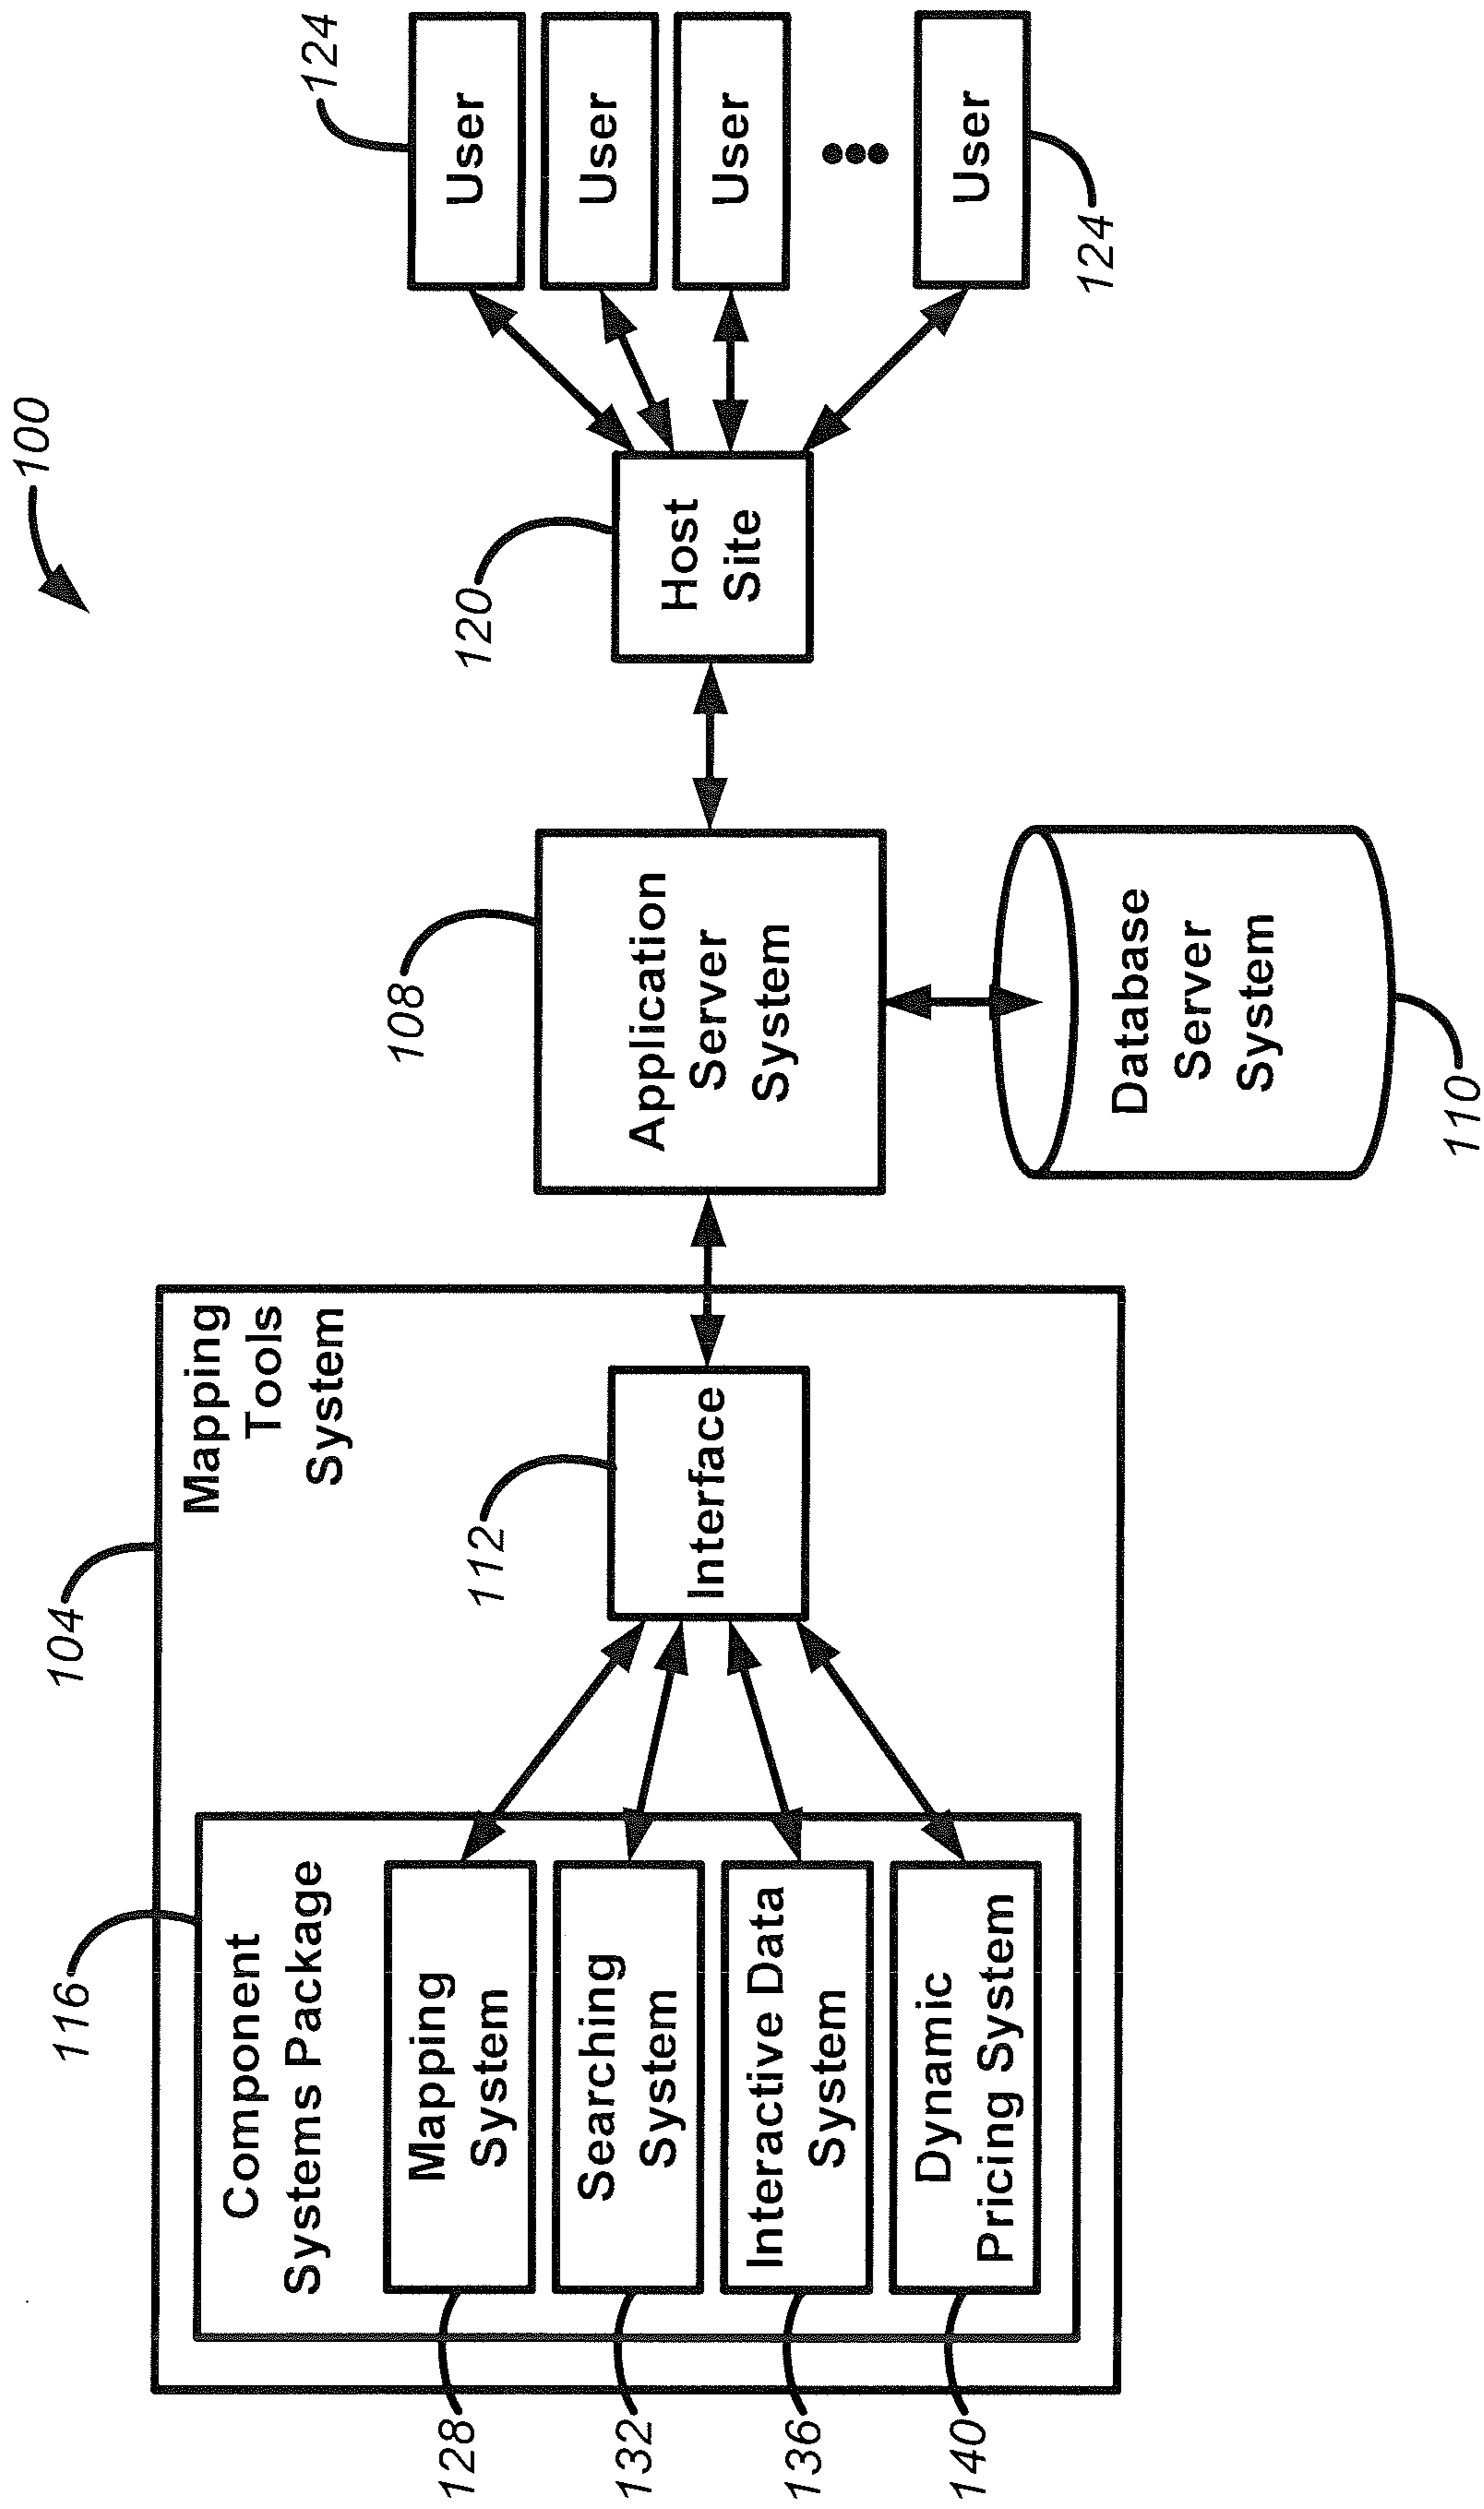 100
104
Mapping
Tools
System
116
Component
Systems Package
128
Mapping
System
132
Searching
System
136
Interactive Data
System
140
Dynamic
Pricing System
112
Interface
108
Application
Server
System
110
Database
Server
System
120
Host
Site
124
User
User
User
User
124